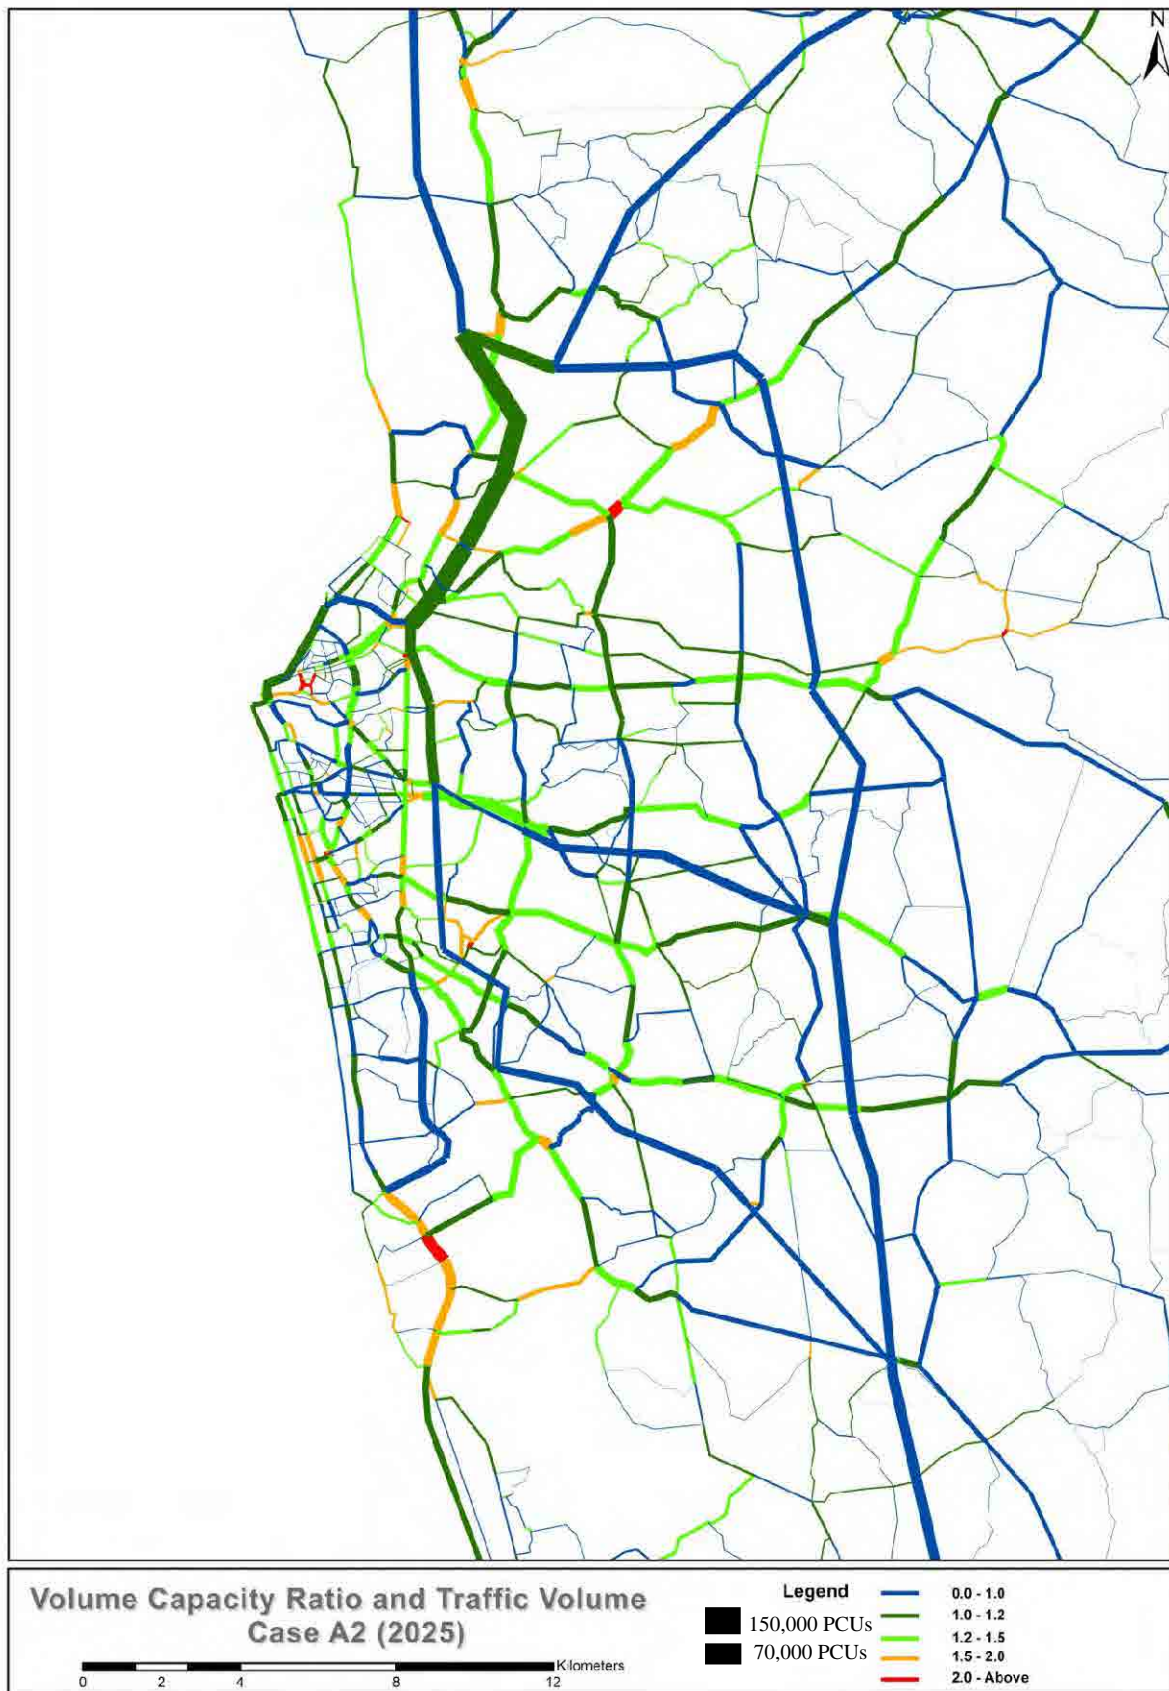 N
Volume Capacity Ratio and Traffic Volume
Case A2 (2025)
Kilometers
0 2 4 8 12
Legend
150,000 PCUs
70,000 PCUs
0.0 - 1.0
1.0 - 1.2
1.2 - 1.5
1.5 - 2.0
2.0 - Above